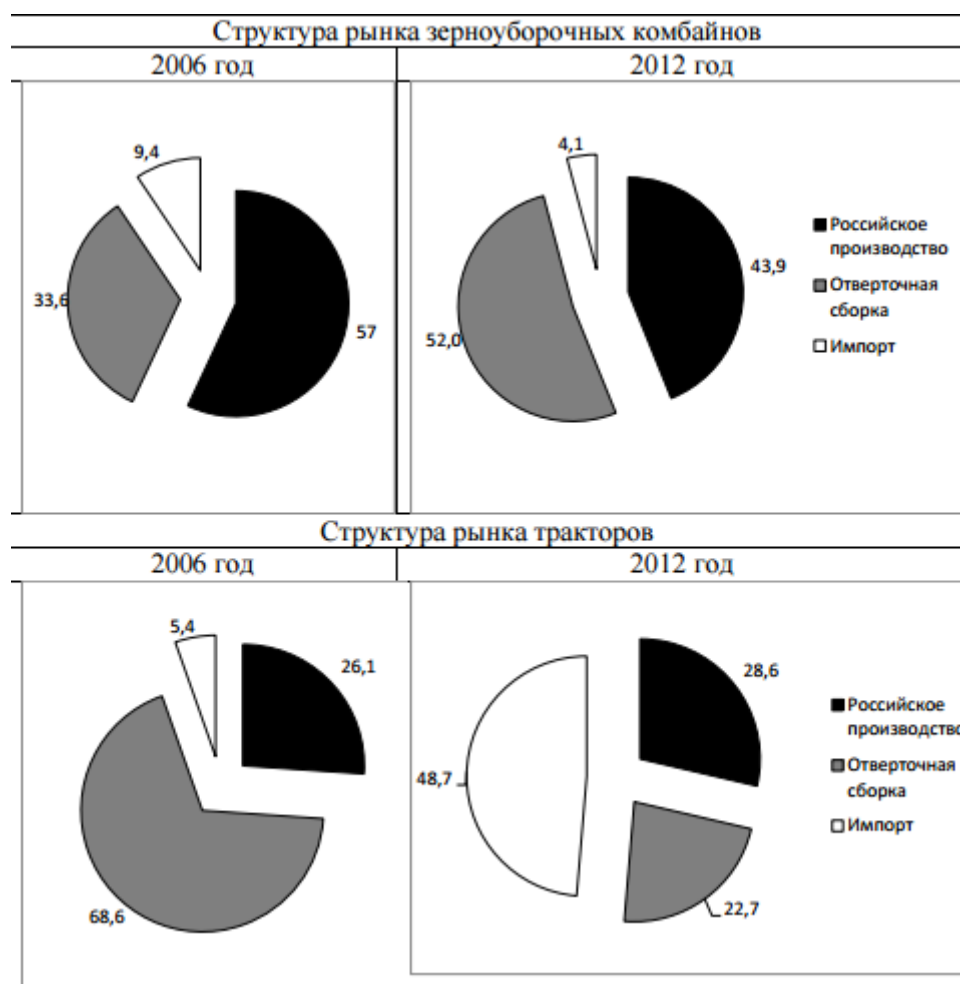 Структура рынка зерноуборочных комбайнов
2006 год
2012 год
9,4
33,6
57
4,1
52,0
43,9
Российское
производство
Отверточная
сборка
Импорт
Структура рынка тракторов
2006 год
2012 год
5,4
26,1
68,6
48,7
28,6
22,7
Российское
производство
Отверточная
сборка
Импорт